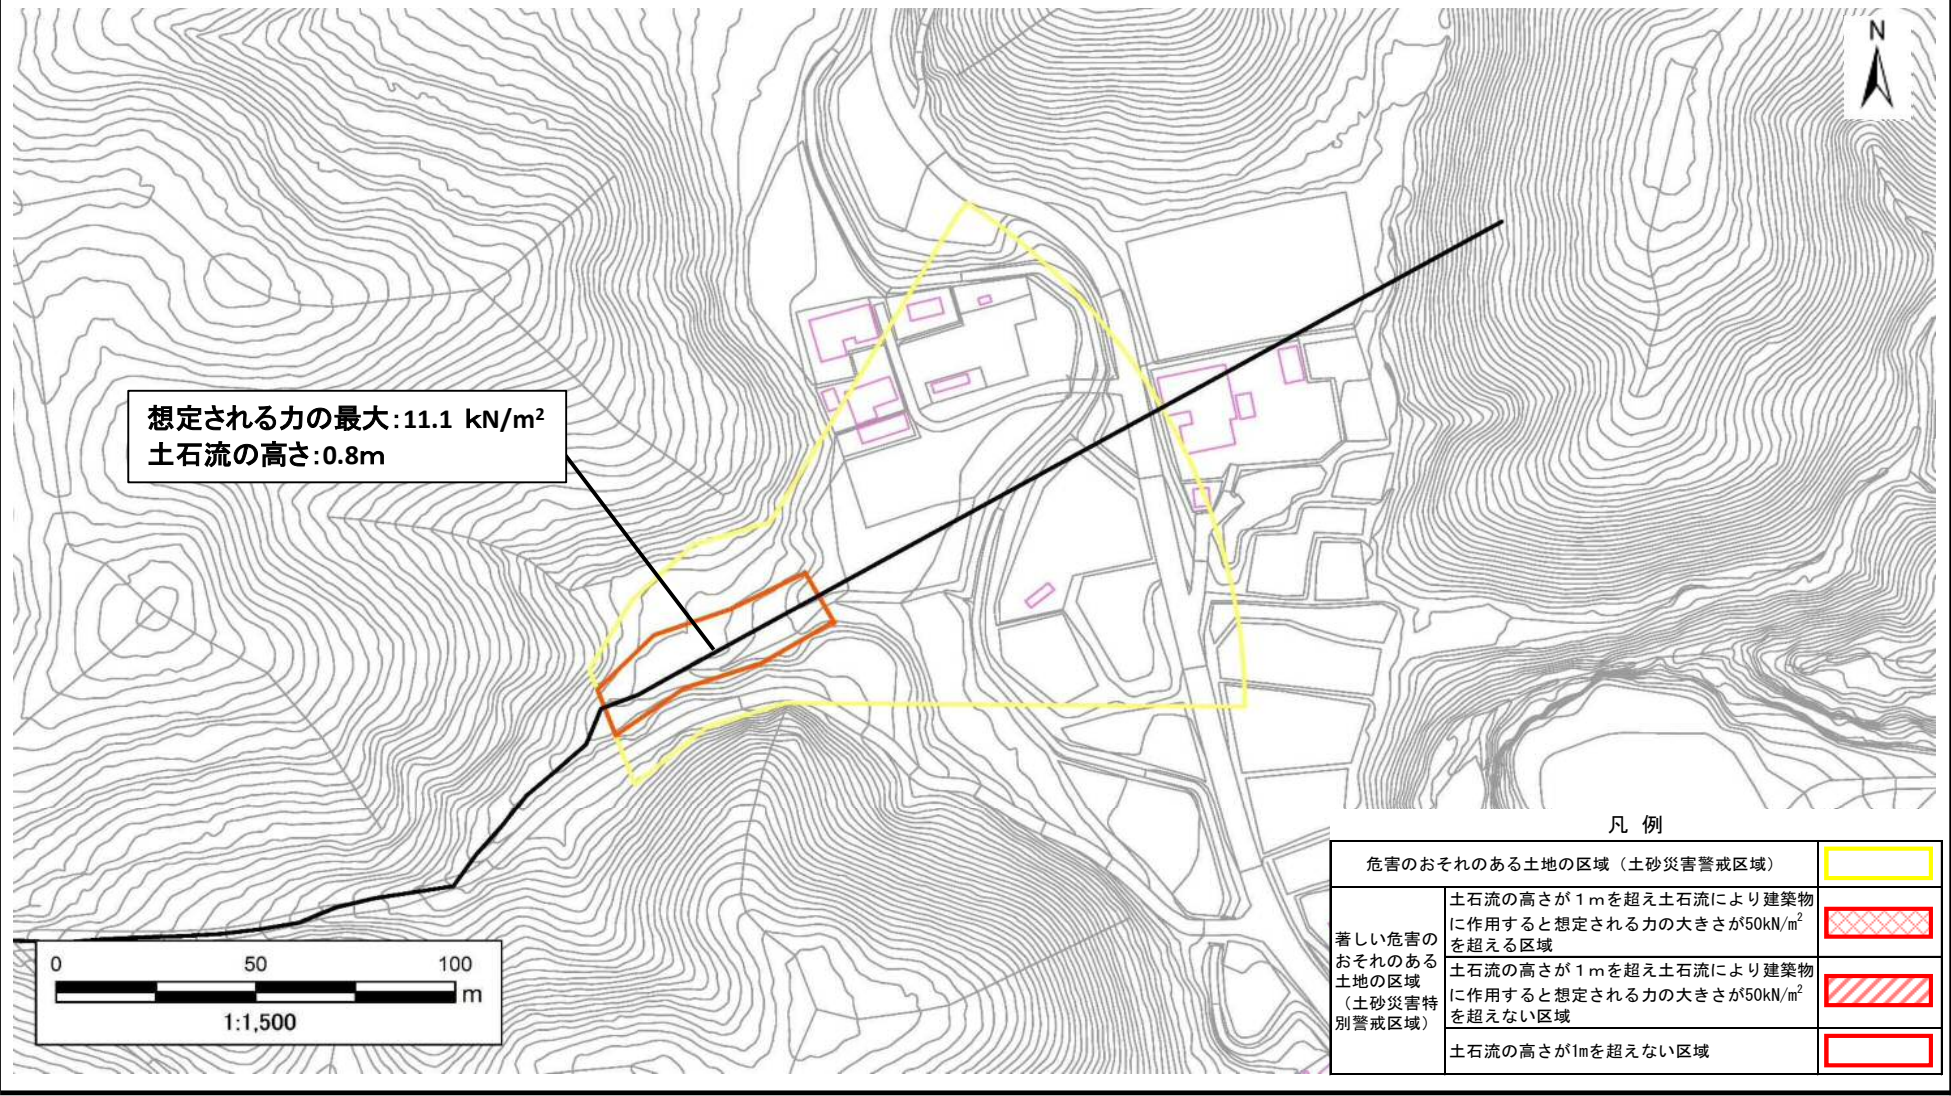 N
想定される力の最大：11.1 kN/m²
土石流の高さ：0.8m
凡 例
危害のおそれのある土地の区域（土砂災害警戒区域）
著しい危害の
おそれのある
土地の区域
（土砂災害特
別警戒区域）
土石流の高さが１ｍを超え土石流により建築物
に作用すると想定される力の大きさが50kN/m²
を超える区域
土石流の高さが１ｍを超え土石流により建築物
に作用すると想定される力の大きさが50kN/m²
を超えない区域
土石流の高さが1mを超えない区域
0 50 100
m
1:1,500